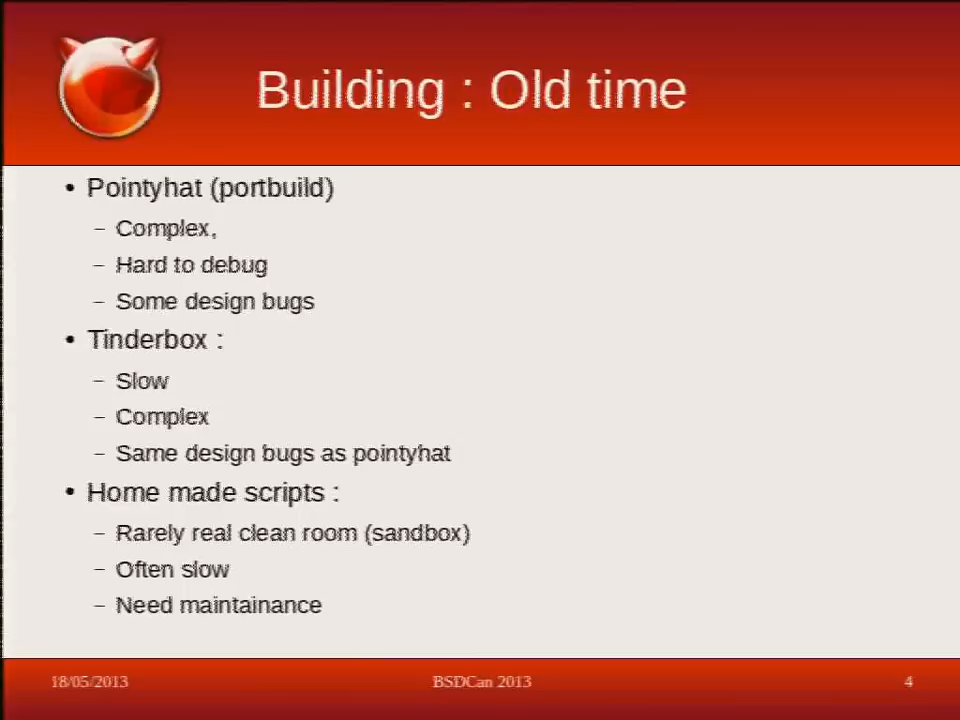 Building : Old time
• Pointyhat (portbuild)
– Complex,
– Hard to debug
– Some design bugs
• Tinderbox :
– Slow
– Complex
– Same design bugs as pointyhat
• Home made scripts :
– Rarely real clean room (sandbox)
– Often slow
– Need maintainance
18/05/2013
BSDCan 2013
4